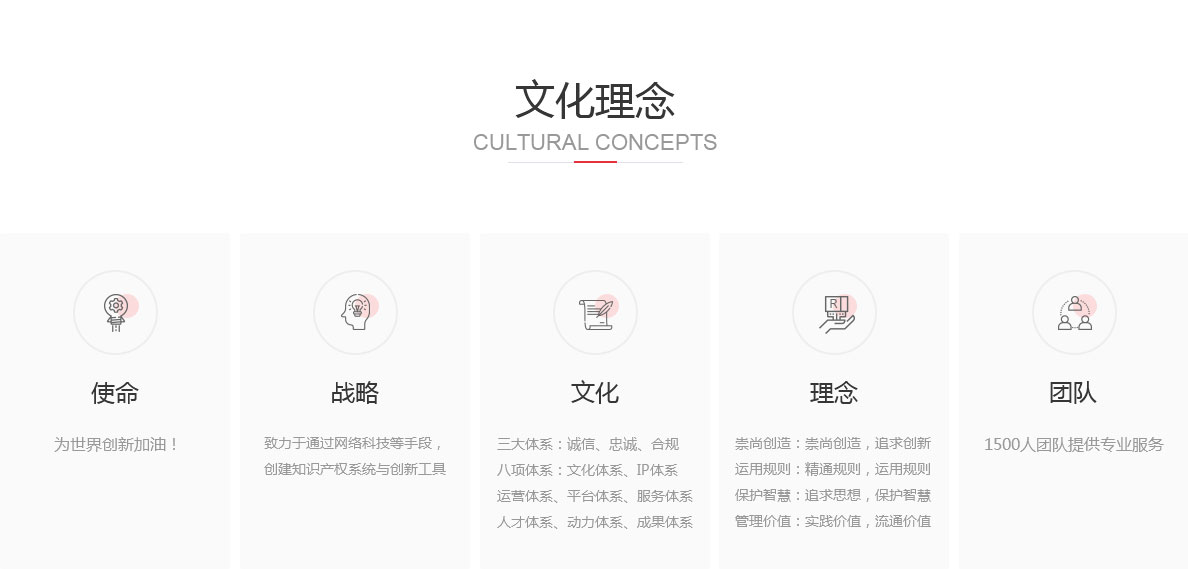 文化理念
CULTURAL CONCEPTS
使命
为世界创新加油！
战略
致力于通过网络科技等手段，
创建知识产权系统与创新工具
文化
三大体系：诚信、忠诚、合规
八项体系：文化体系、IP体系
运营体系、平台体系、服务体系
人才体系、动力体系、成果体系
R
理念
崇尚创造：崇尚创造，追求创新
运用规则：精通规则，运用规则
保护智慧：追求思想，保护智慧
管理价值：实践价值，流通价值
团队
1500人团队提供专业服务